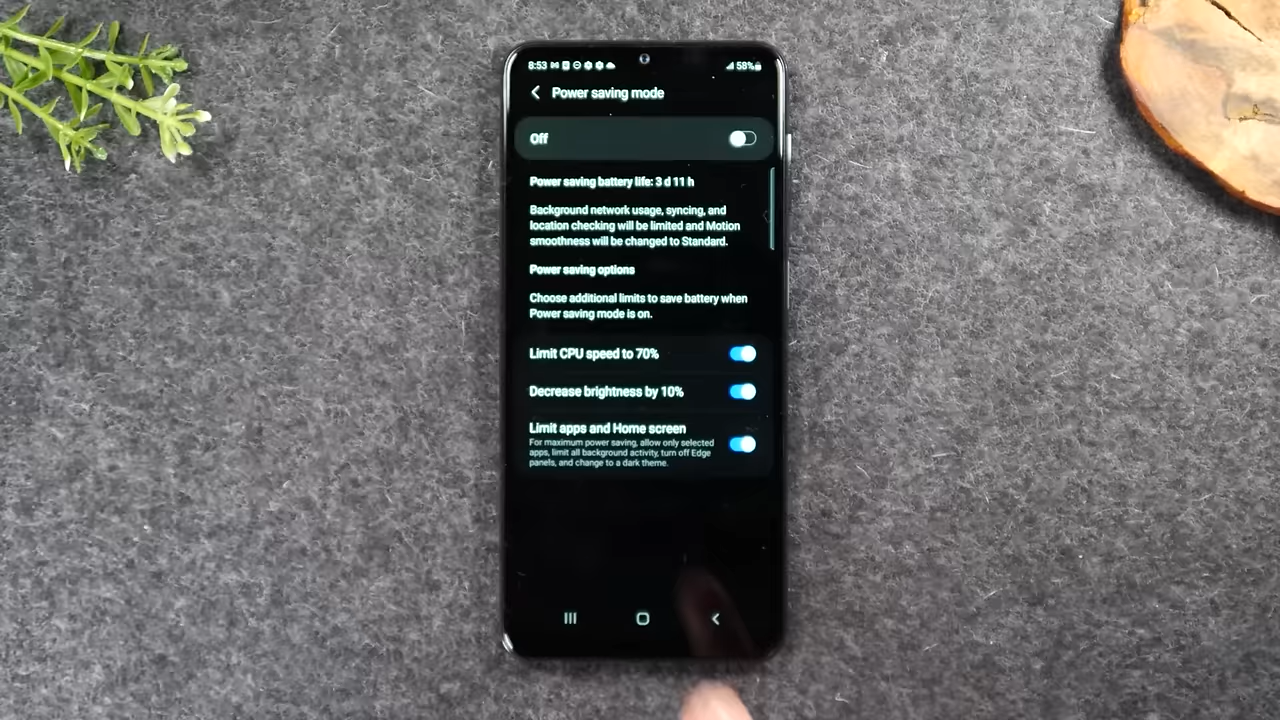 8:53
58%
Power saving mode
Off
Power saving battery life: 3 d 11 h
Background network usage, syncing, and
location checking will be limited and Motion
smoothness will be changed to Standard.
Power saving options
Choose additional limits to save battery when
Power saving mode is on.
Limit CPU speed to 70%
Decrease brightness by 10%
Limit apps and Home screen
For maximum power saving, allow only selected
apps, limit all background activity, turn off Edge
panels, and change to a dark theme.